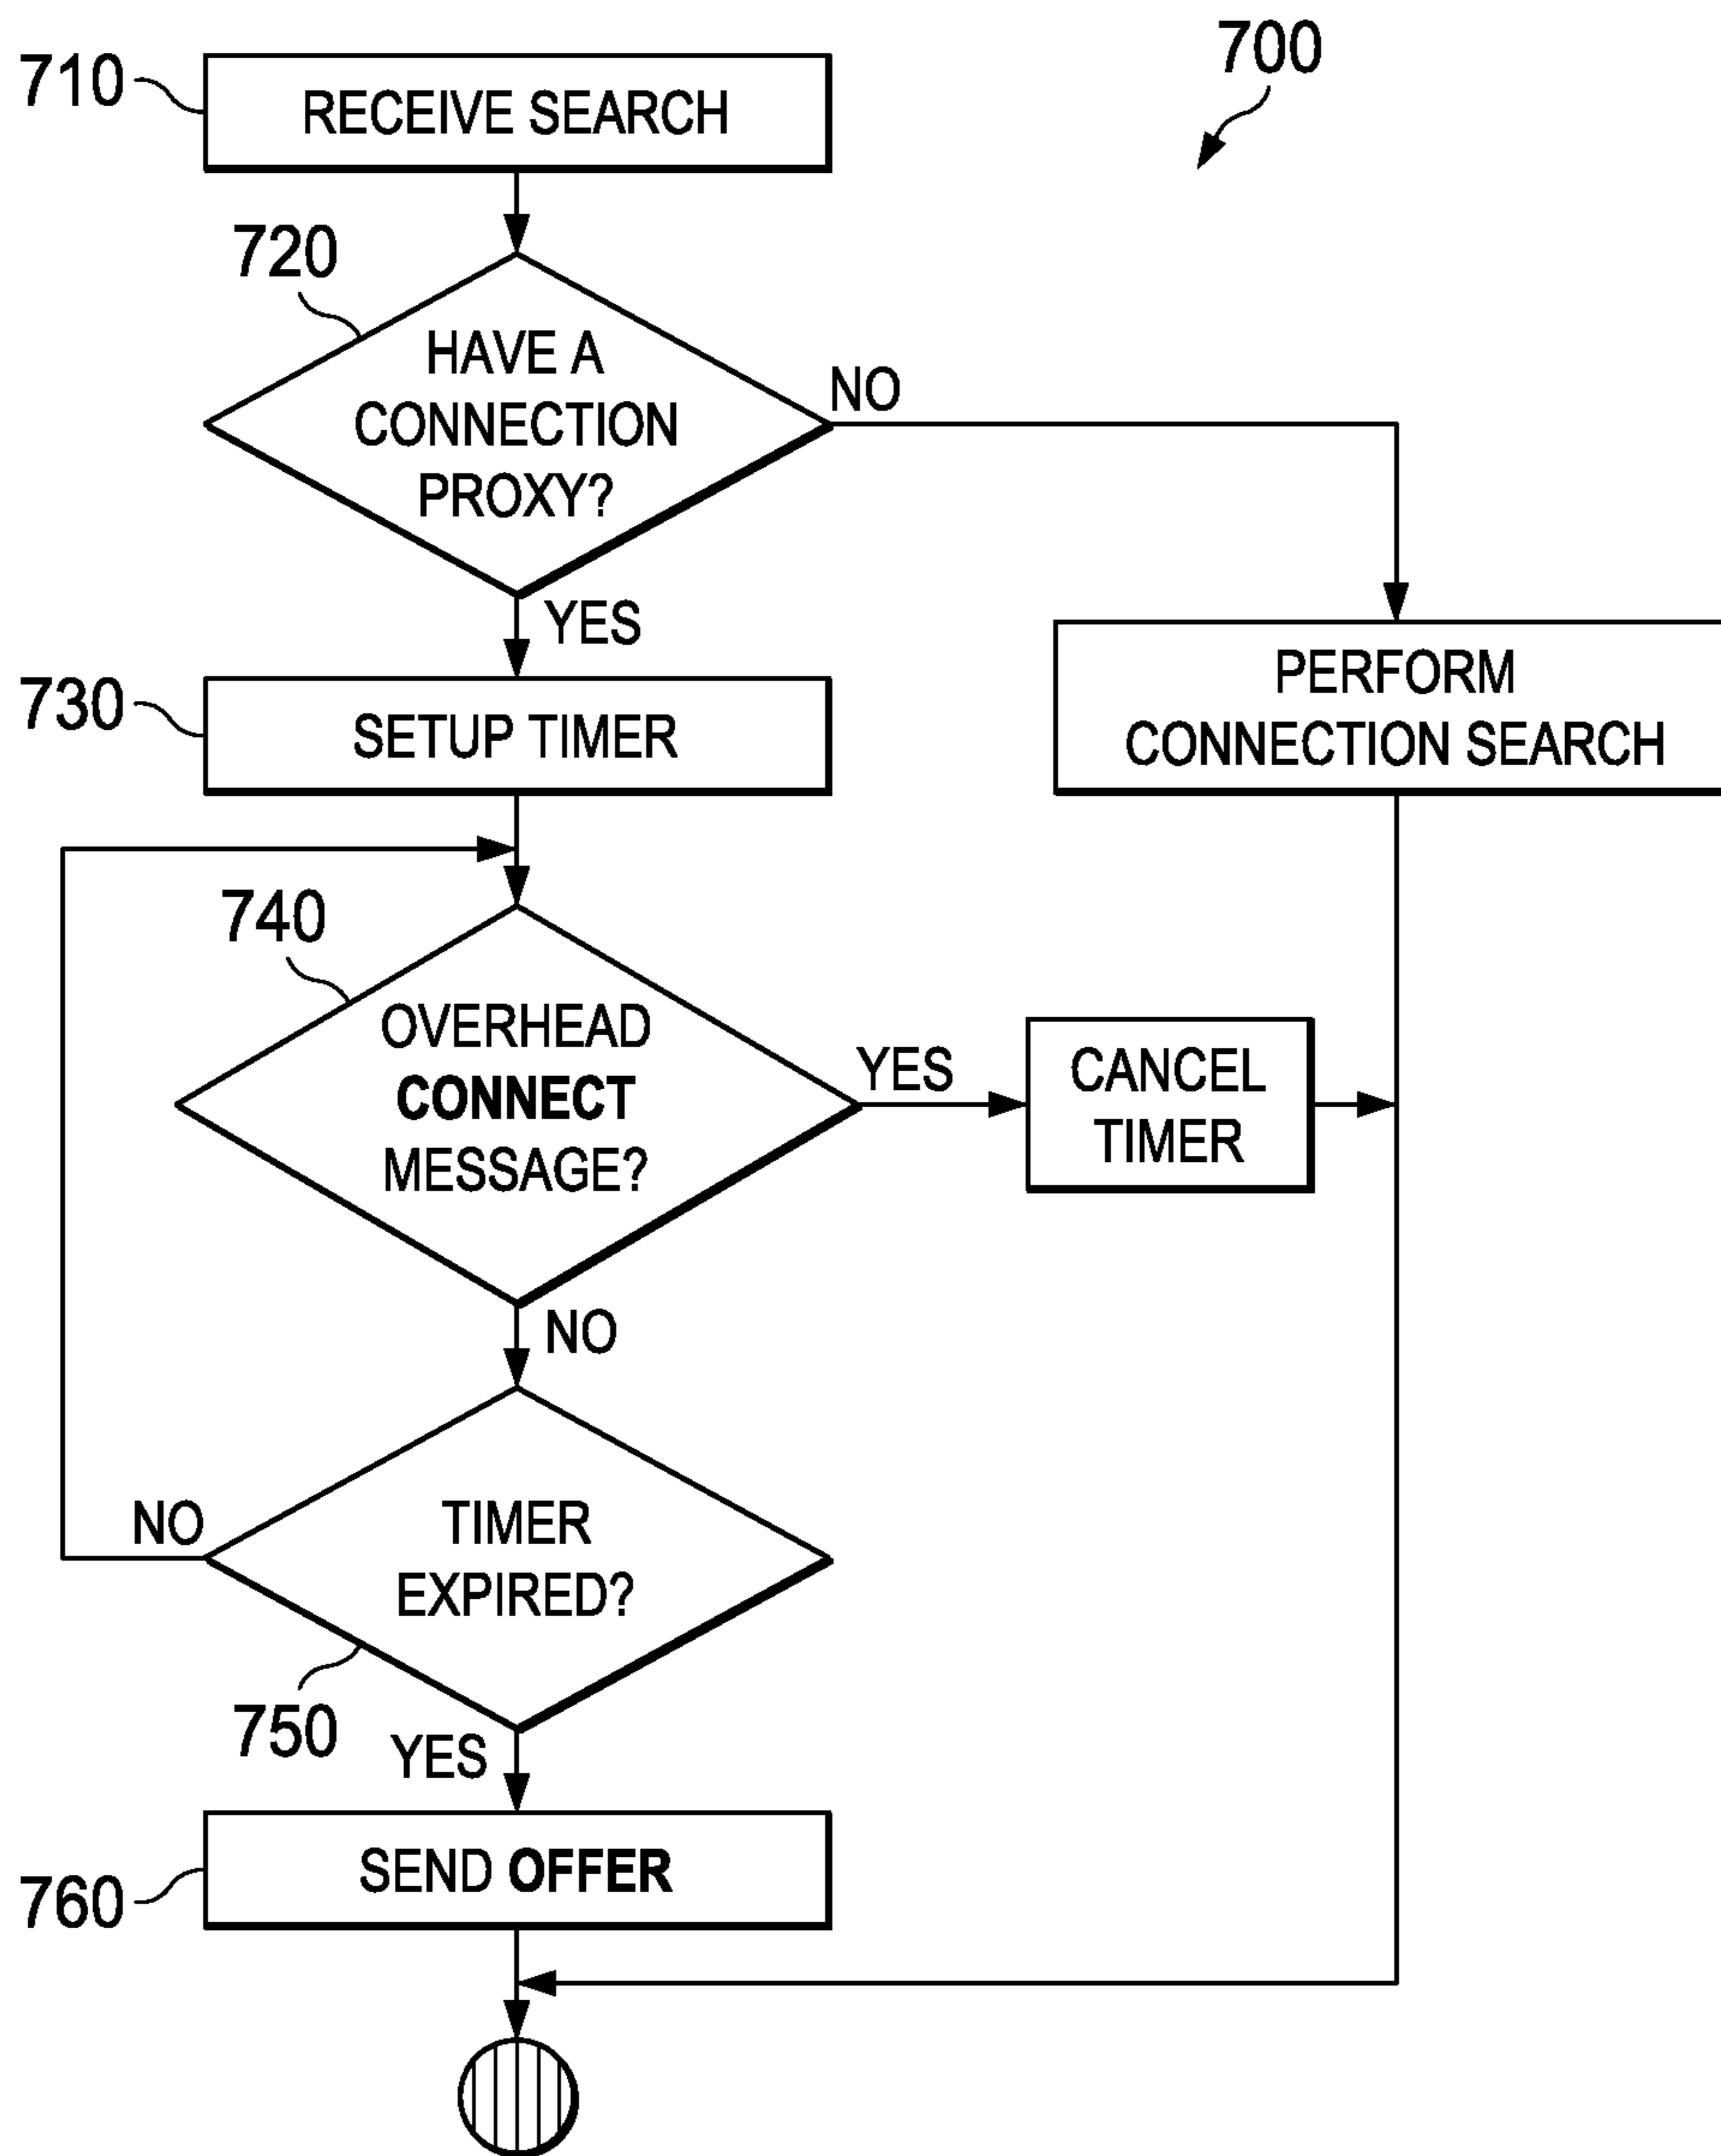 700
710
RECEIVE SEARCH
720
HAVE A
CONNECTION
PROXY?
NO
YES
PERFORM
CONNECTION SEARCH
730
SETUP TIMER
740
OVERHEAD
CONNECT
MESSAGE?
YES
CANCEL
TIMER
NO
TIMER
EXPIRED?
NO
750
YES
SEND OFFER
760